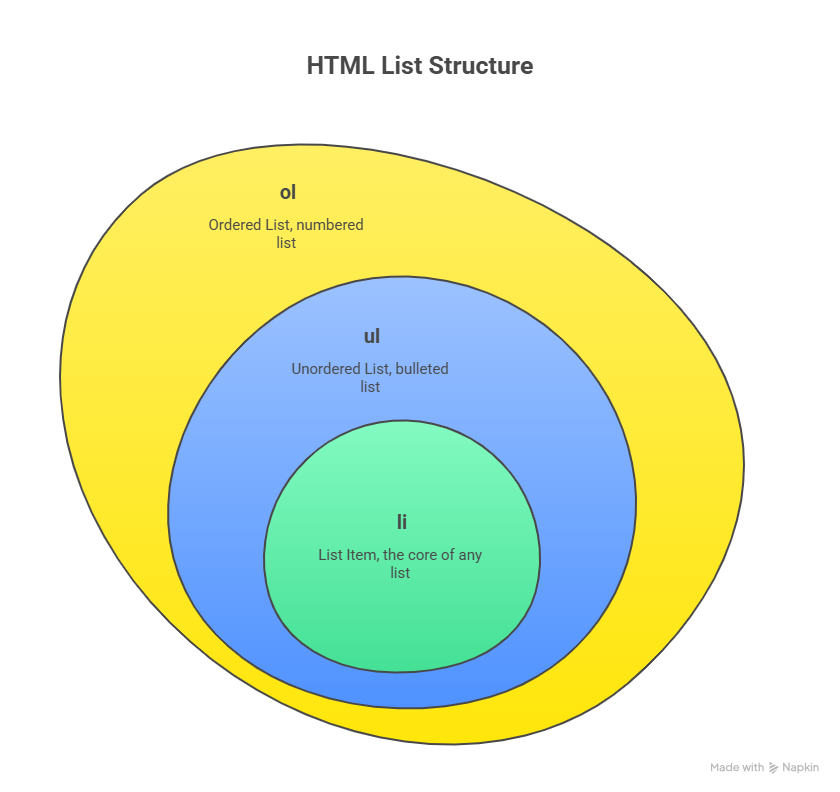 HTML List Structure
ol
Ordered List, numbered
list
ul
Unordered List, bulleted
list
li
List Item, the core of any
list
Made with Napkin